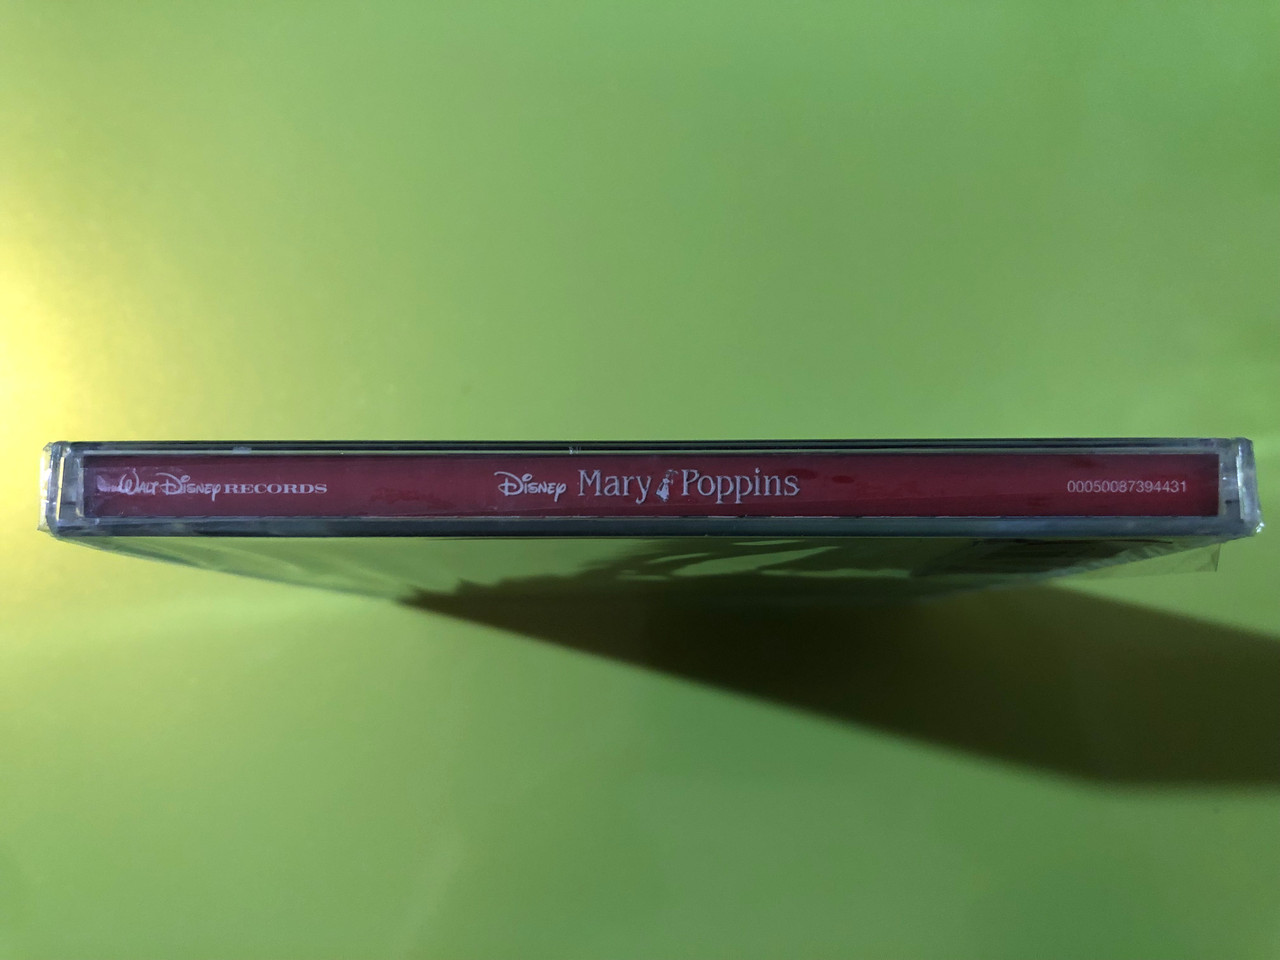 WALT DISNEY RECORDS
DISNEY Mary Poppins
00050087394431